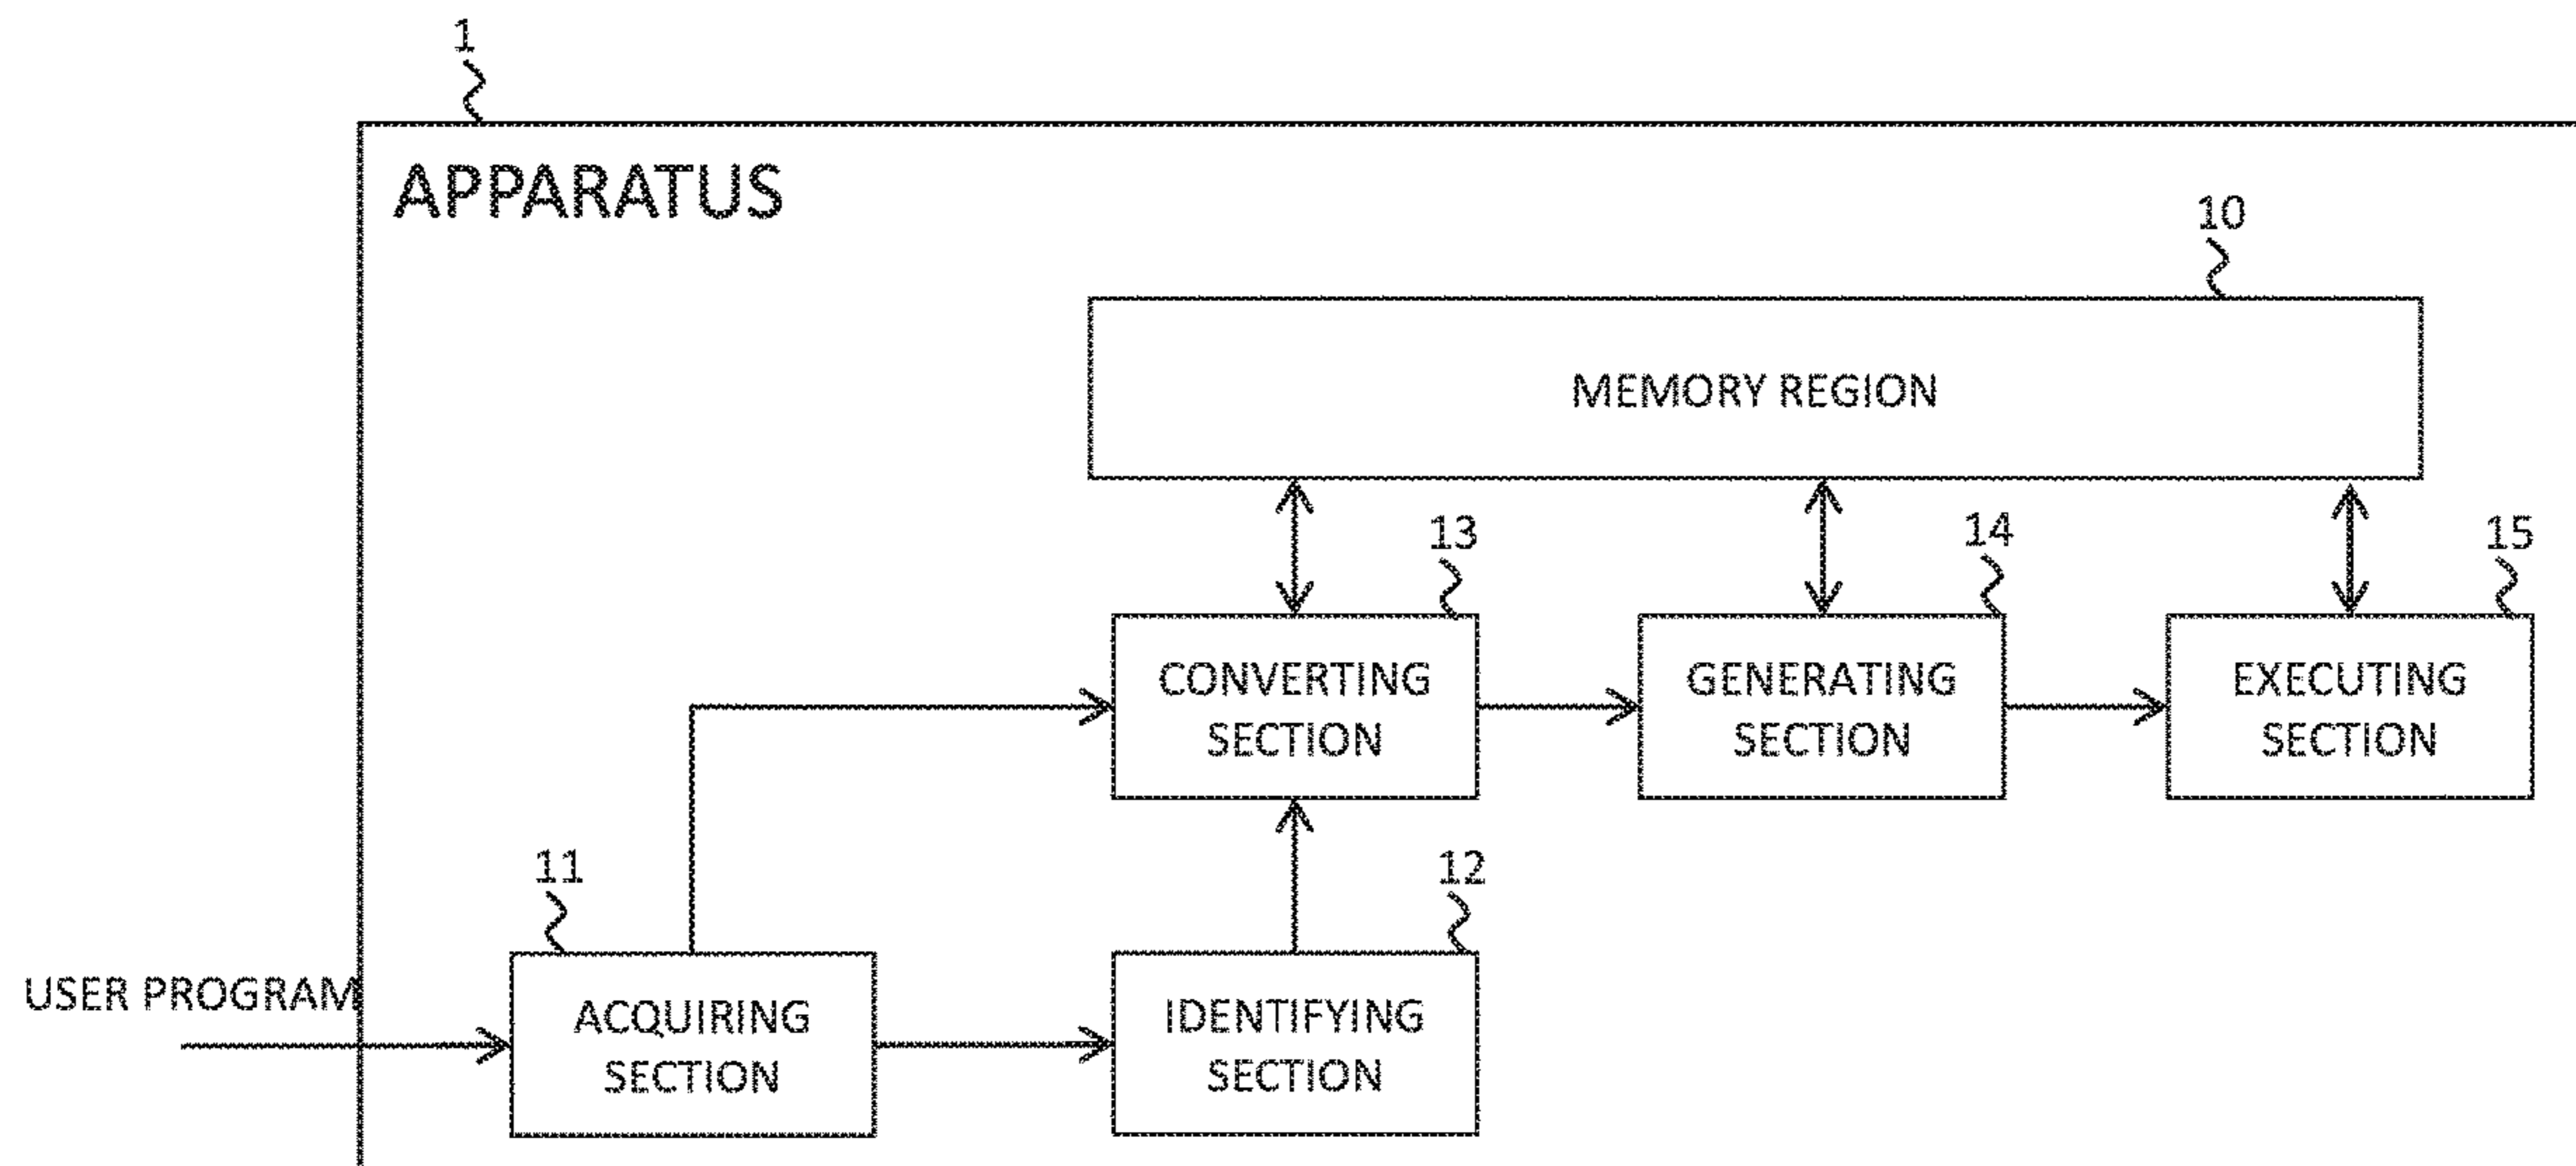 1
APPARATUS
10
MEMORY REGION
13
14
15
CONVERTING
SECTION
GENERATING
SECTION
EXECUTING
SECTION
11
12
USER PROGRAM
ACQUIRING
SECTION
IDENTIFYING
SECTION